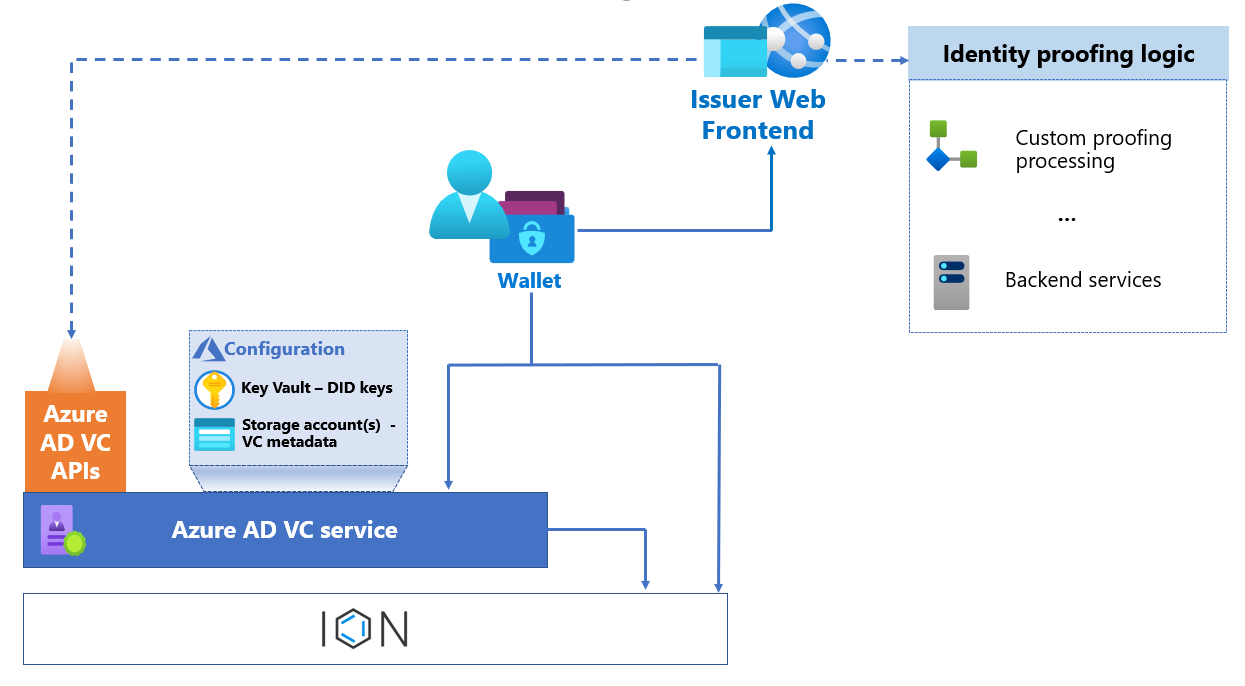 Issuer Web
Frontend
Identity proofing logic
Custom proofing
processing
...
Backend services
Wallet
Configuration
Key Vault – DID keys
Storage account(s) -
VC metadata
Azure
AD VC
APIs
Azure AD VC service
ION